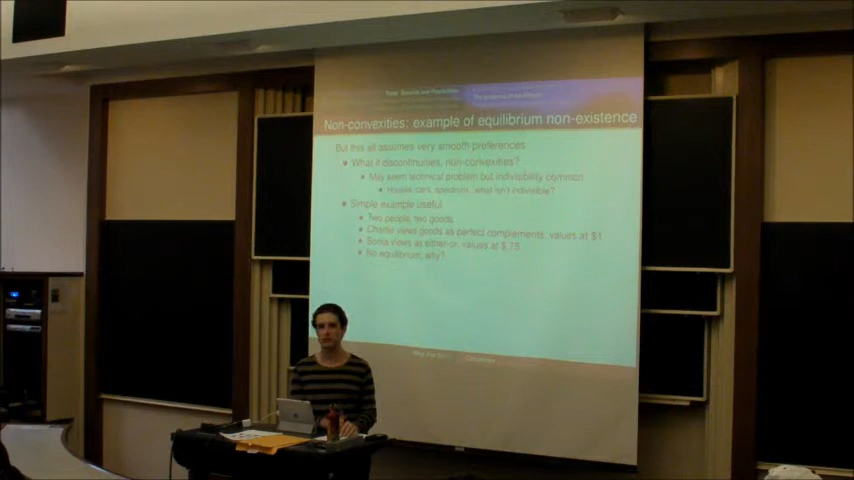 Non-convexities: example of equilibrium non-existence
But this all assumes very smooth preferences
What if discontinuities, non-convexities?
May seem technical problem but indivisibility common
Houses, cars, spectrum, what isn't indivisible?
Simple example useful
Two people, two goods
Charlie views goods as perfect complements, values at $1
Sonia views as either-or, values at $.75
No equilibrium, why?